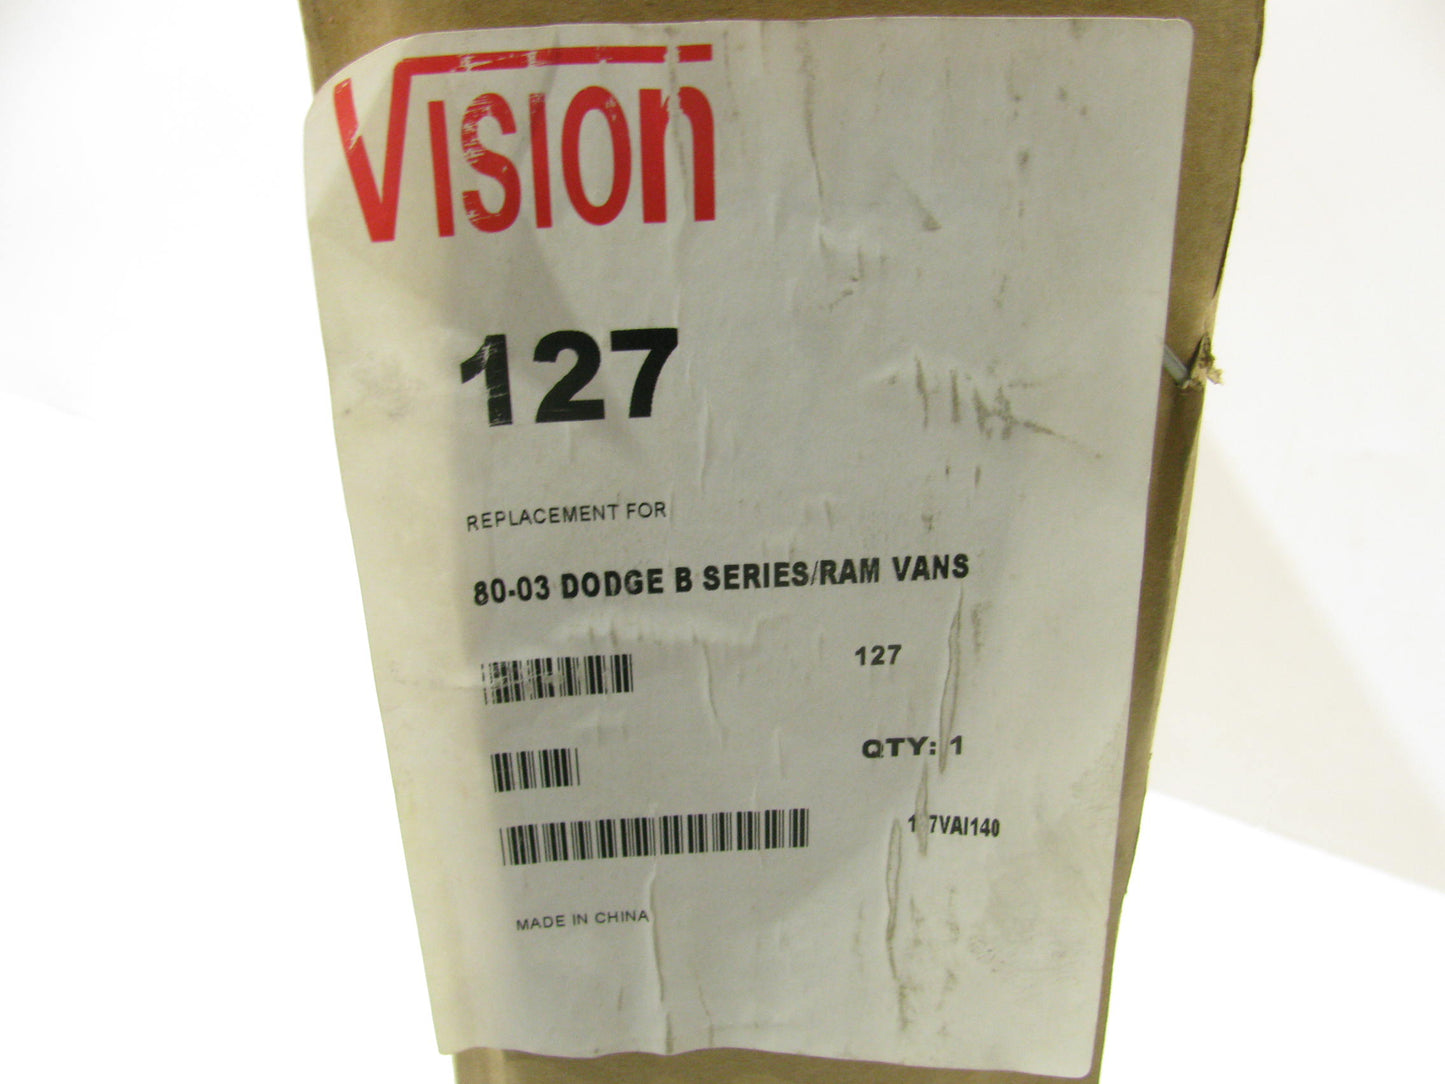 Vision
127
REPLACEMENT FOR
80-03 DODGE B SERIES/RAM VANS
127
QTY: 1
MADE IN CHINA